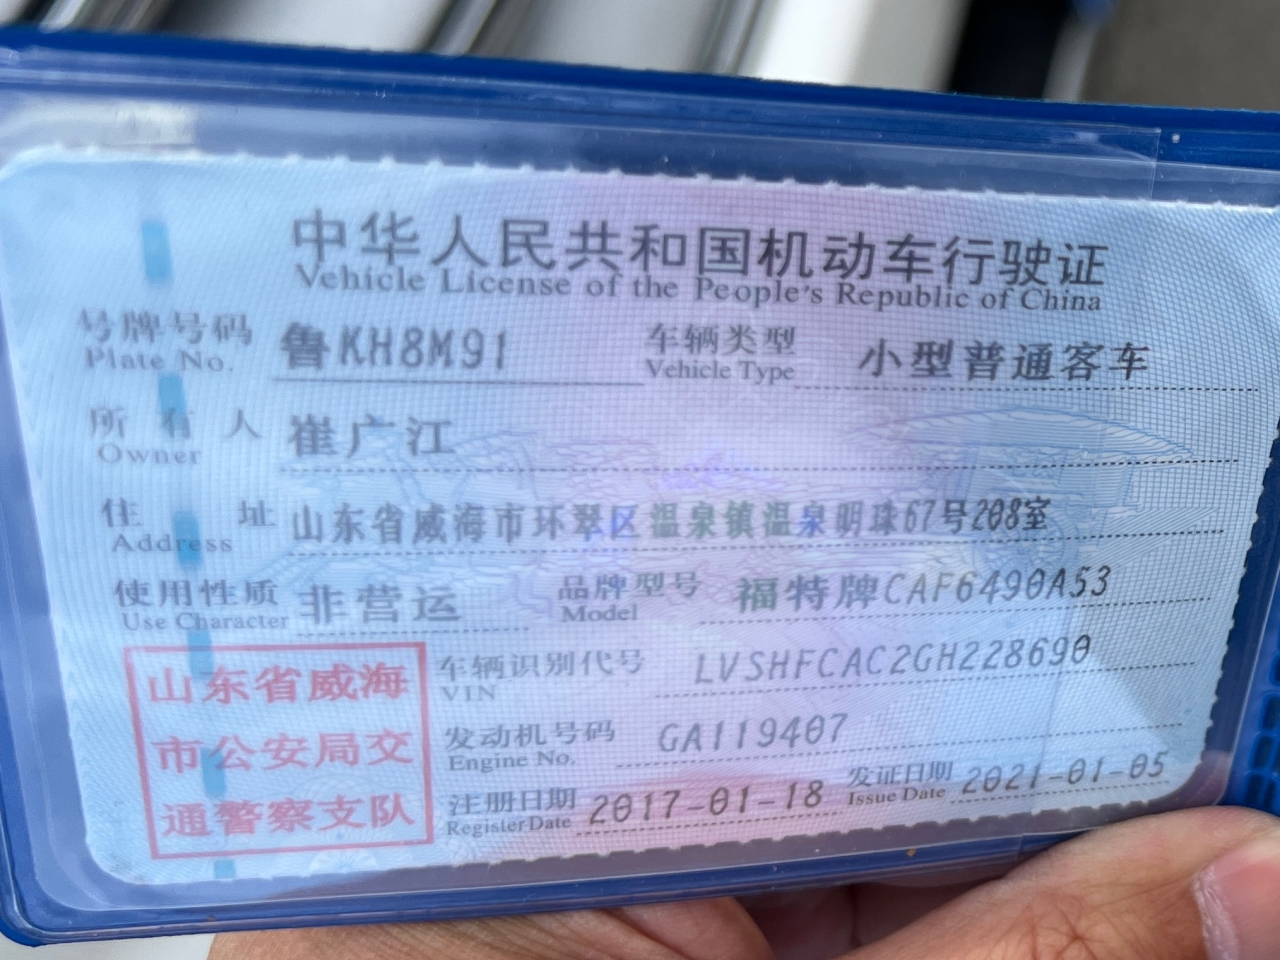 中华人民共和国机动车行驶证
Vehicle License of the People's Republic of China
号牌号码 鲁KH8M91 车辆类型 小型普通客车
Plate No. Vehicle Type
所有人 崔广江
Owner
住址 山东省威海市环翠区温泉镇温泉明珠67号208室
Address
使用性质 非营运 品牌型号 福特牌CAF6490A53
Use Character Model
车辆识别代号 LVSHFCAC2GH228690
VIN
发动机号码 GA119407
Engine No.
注册日期 2017-01-18 发证日期 2021-01-05
Register Date Issue Date
山东省威海
市公安局交
通警察支队